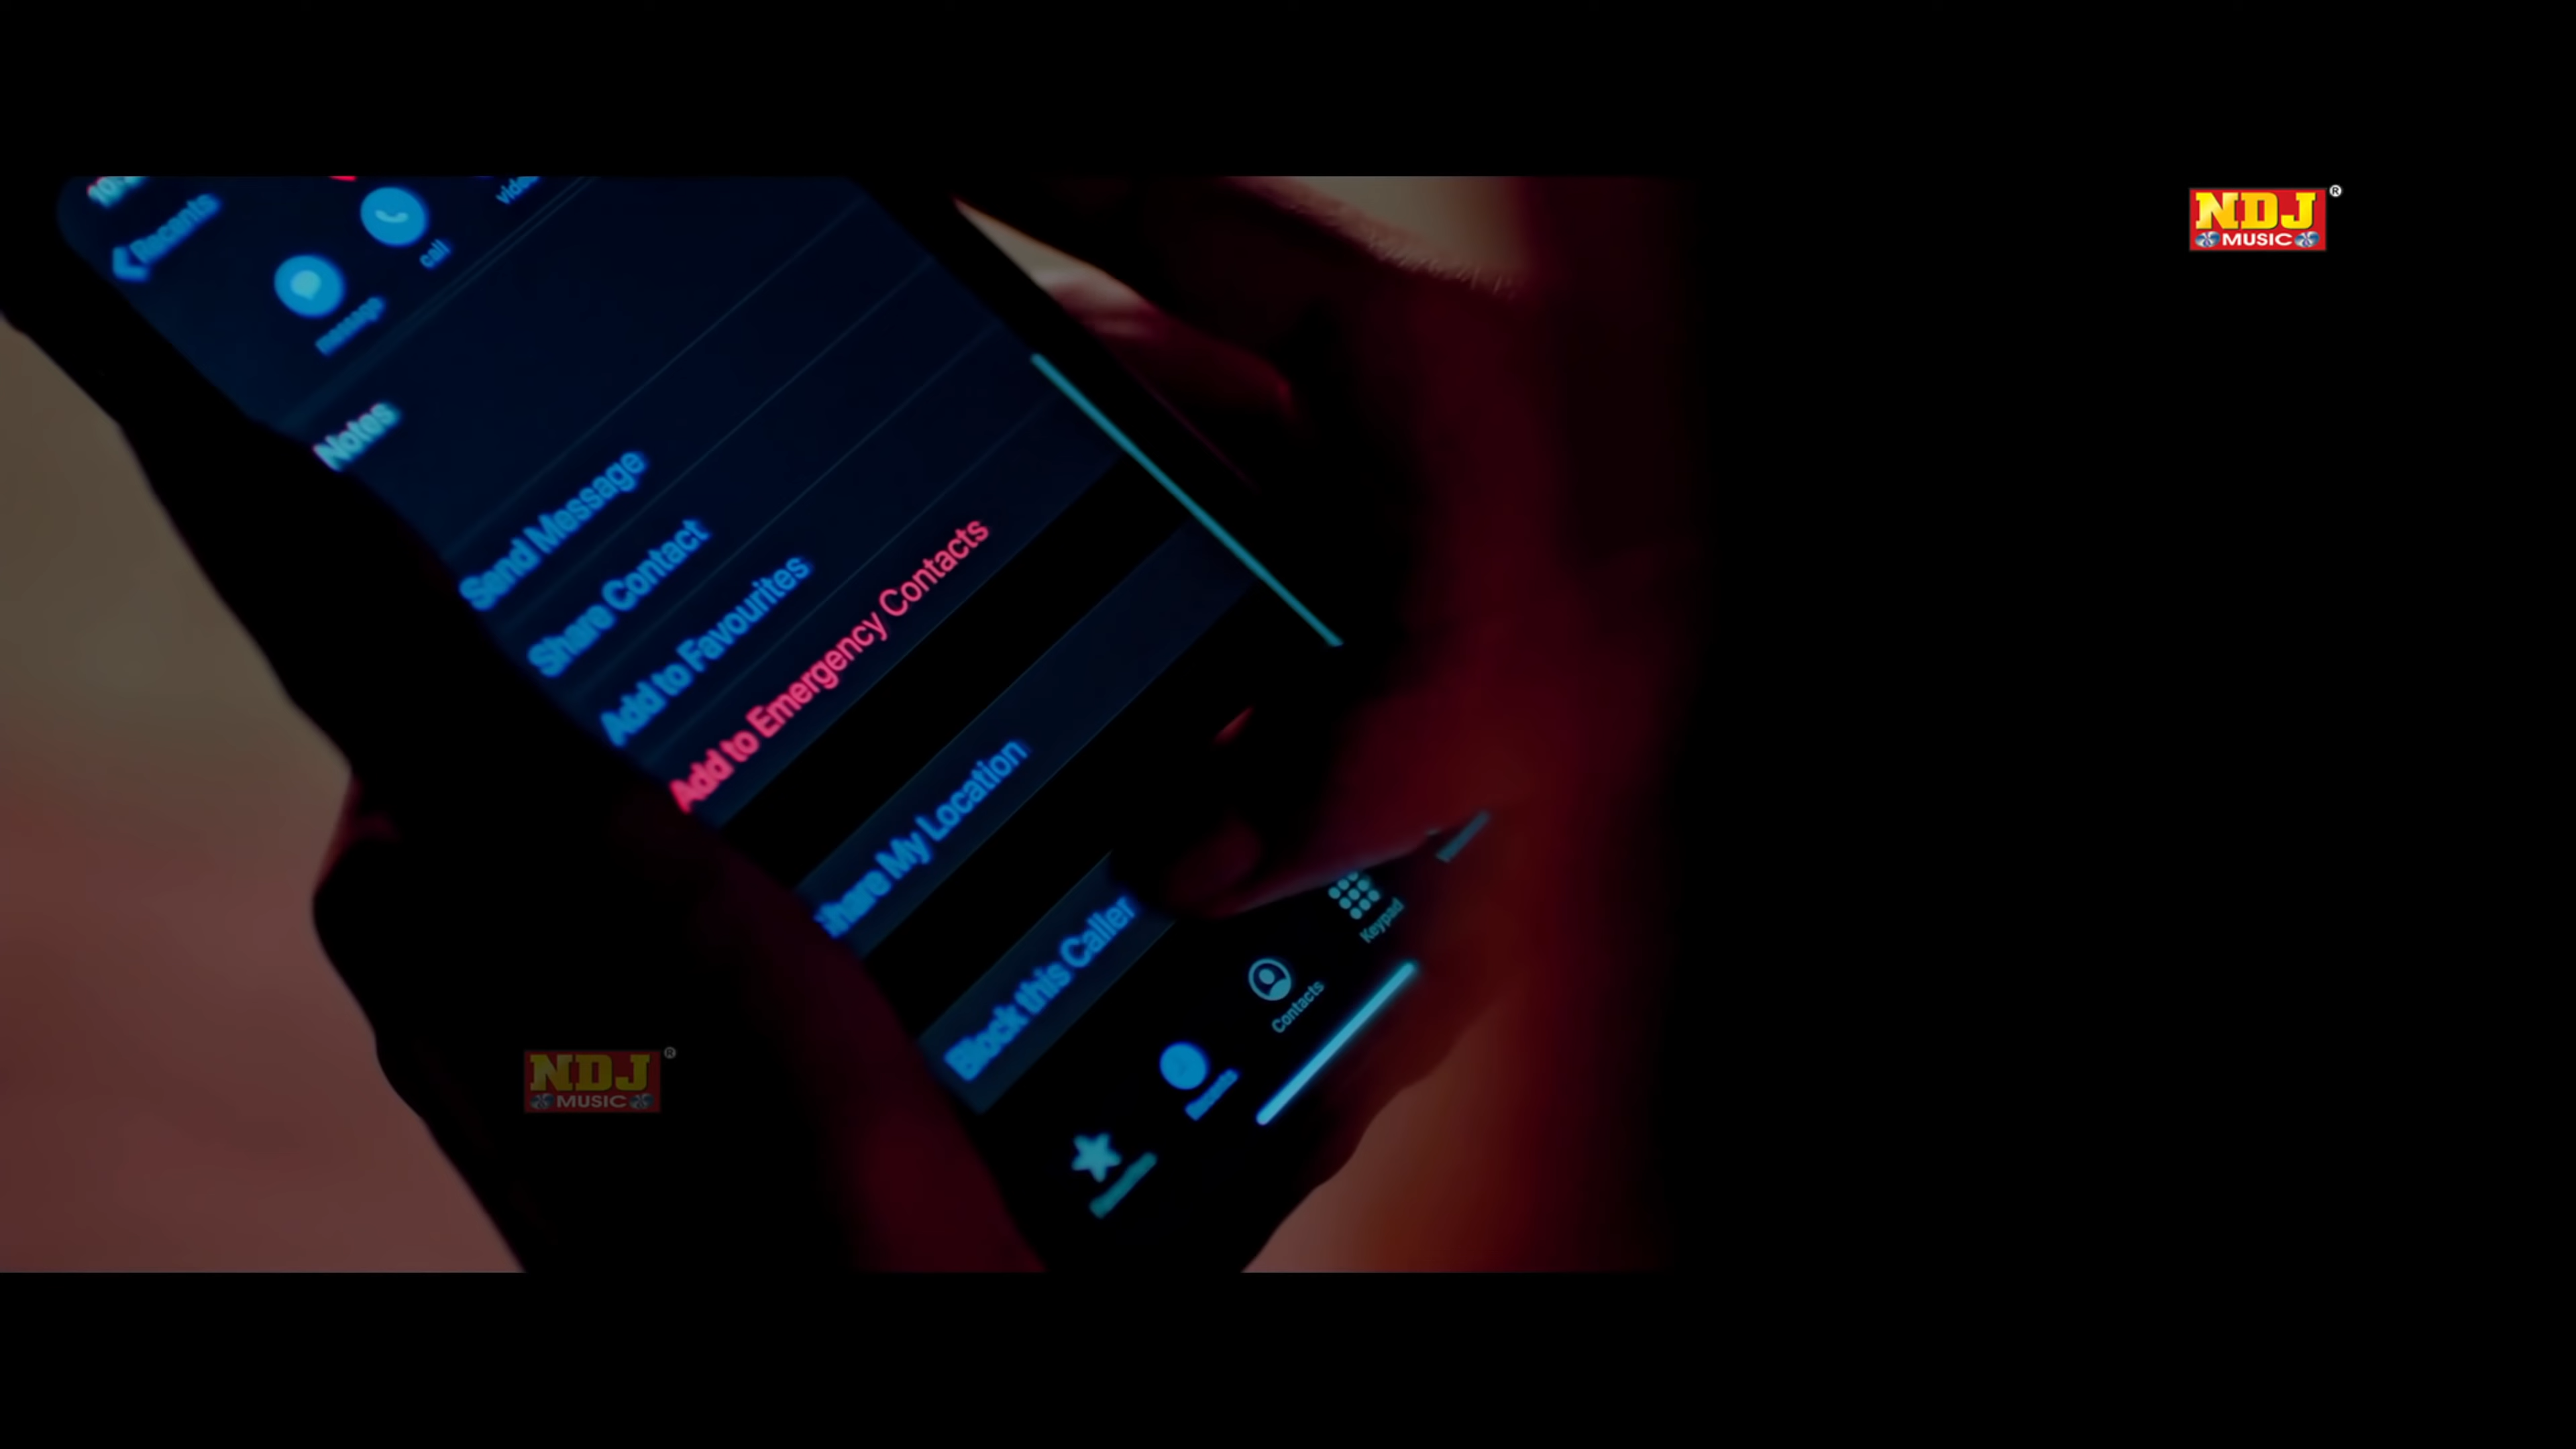 Recents
message
call
Notes
Send Message
Share Contact
Add to Favourites
Add to Emergency Contacts
Share My Location
Block this Caller
Keypad
Contacts
Recents
NDJ
MUSIC
®
NDJ
MUSIC
®